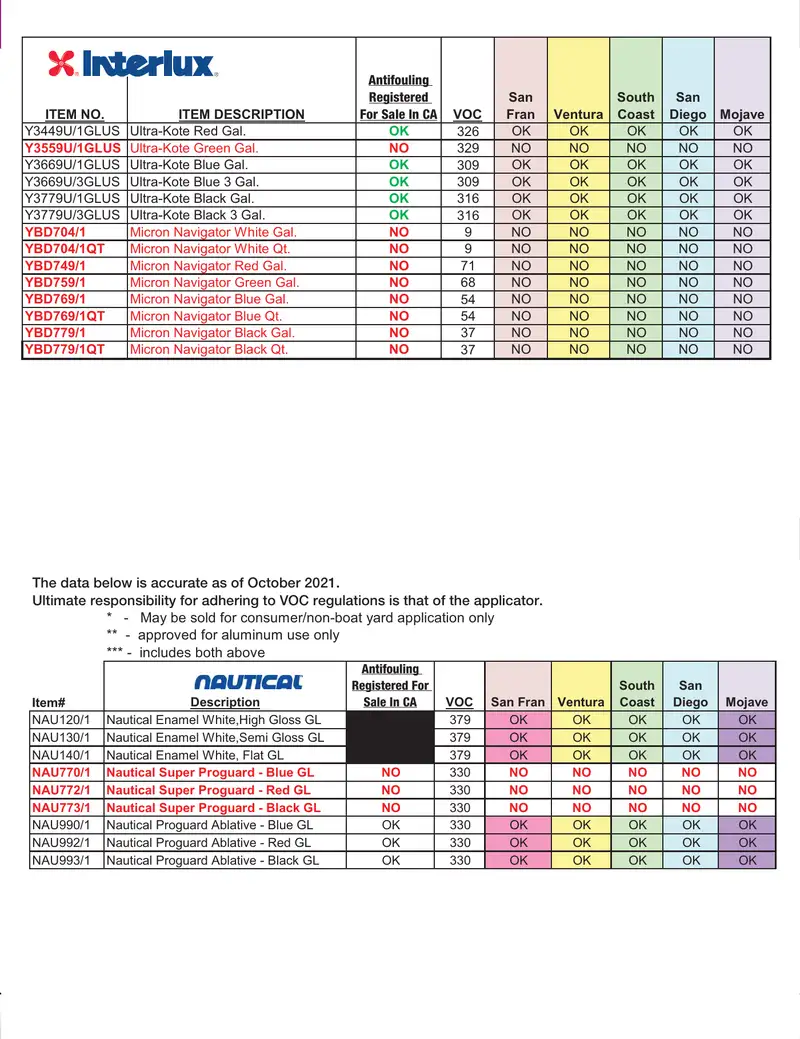 Interlux®
Antifouling
Registered
For Sale In CA
San
Fran
South
Coast
San
Diego
ITEM NO. ITEM DESCRIPTION VOC Ventura Mojave
Y3449U/1GLUS Ultra-Kote Red Gal. OK 326 OK OK OK OK OK
Y3559U/1GLUS Ultra-Kote Green Gal. NO 329 NO NO NO NO NO
Y3669U/1GLUS Ultra-Kote Blue Gal. OK 309 OK OK OK OK OK
Y3669U/3GLUS Ultra-Kote Blue 3 Gal. OK 309 OK OK OK OK OK
Y3779U/1GLUS Ultra-Kote Black Gal. OK 316 OK OK OK OK OK
Y3779U/3GLUS Ultra-Kote Black 3 Gal. OK 316 OK OK OK OK OK
YBD704/1 Micron Navigator White Gal. NO 9 NO NO NO NO NO
YBD704/1QT Micron Navigator White Qt. NO 9 NO NO NO NO NO
YBD749/1 Micron Navigator Red Gal. NO 71 NO NO NO NO NO
YBD759/1 Micron Navigator Green Gal. NO 68 NO NO NO NO NO
YBD769/1 Micron Navigator Blue Gal. NO 54 NO NO NO NO NO
YBD769/1QT Micron Navigator Blue Qt. NO 54 NO NO NO NO NO
YBD779/1 Micron Navigator Black Gal. NO 37 NO NO NO NO NO
YBD779/1QT Micron Navigator Black Qt. NO 37 NO NO NO NO NO
The data below is accurate as of October 2021.
Ultimate responsibility for adhering to VOC regulations is that of the applicator.
* - May be sold for consumer/non-boat yard application only
** - approved for aluminum use only
*** - includes both above
NAUTICAL
Antifouling
Registered For
Sale In CA
South
Coast
San
Diego
Item# Description VOC San Fran Ventura Mojave
NAU120/1 Nautical Enamel White,High Gloss GL 379 OK OK OK OK OK
NAU130/1 Nautical Enamel White,Semi Gloss GL 379 OK OK OK OK OK
NAU140/1 Nautical Enamel White, Flat GL 379 OK OK OK OK OK
NAU770/1 Nautical Super Proguard - Blue GL NO 330 NO NO NO NO NO
NAU772/1 Nautical Super Proguard - Red GL NO 330 NO NO NO NO NO
NAU773/1 Nautical Super Proguard - Black GL NO 330 NO NO NO NO NO
NAU990/1 Nautical Proguard Ablative - Blue GL OK 330 OK OK OK OK OK
NAU992/1 Nautical Proguard Ablative - Red GL OK 330 OK OK OK OK OK
NAU993/1 Nautical Proguard Ablative - Black GL OK 330 OK OK OK OK OK